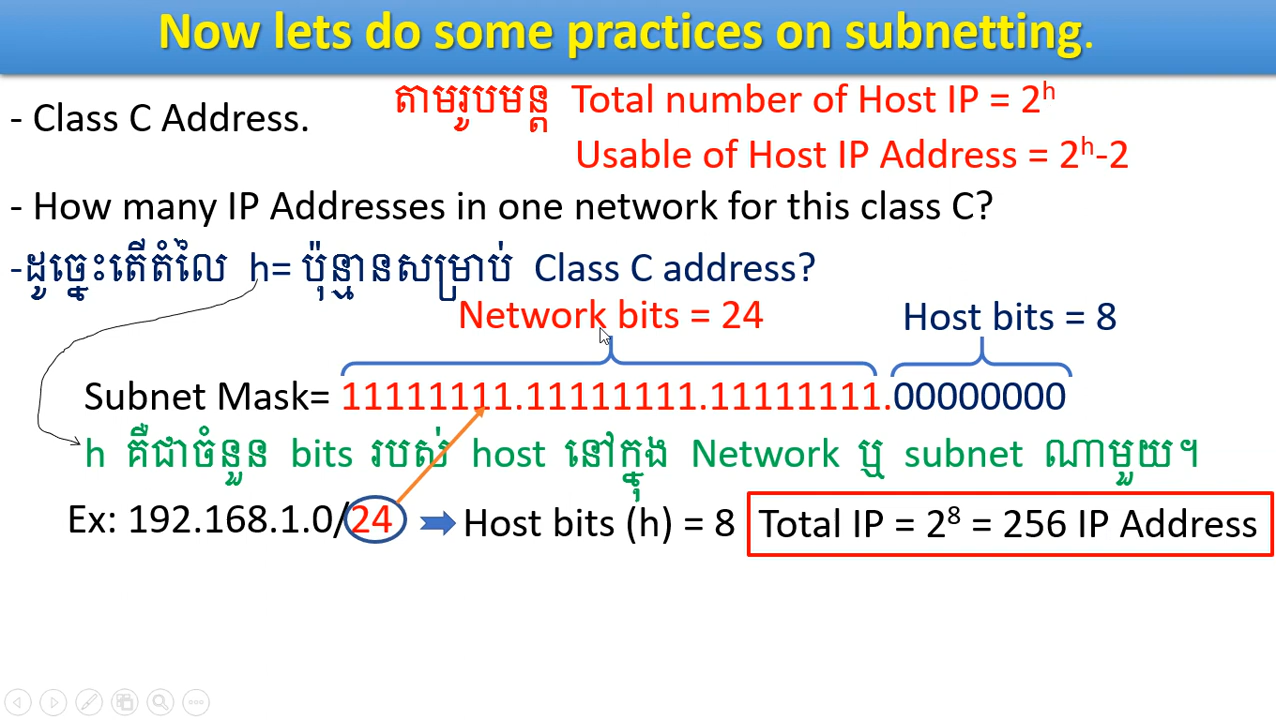 Now lets do some practices on subnetting.
- Class C Address.
តាមរូបមន្ត Total number of Host IP = 2ʰ
Usable of Host IP Address = 2ʰ-2
- How many IP Addresses in one network for this class C?
-ដូច្នេះតើតំលៃ h= ប៉ុន្មានសម្រាប់ Class C address?
Network bits = 24 Host bits = 8
Subnet Mask= 11111111.11111111.11111111.00000000
h គឺជាចំនួន bits របស់ host នៅក្នុង Network ឬ subnet ណាមួយ។
Ex: 192.168.1.0/24 Host bits (h) = 8 Total IP = 2⁸ = 256 IP Address